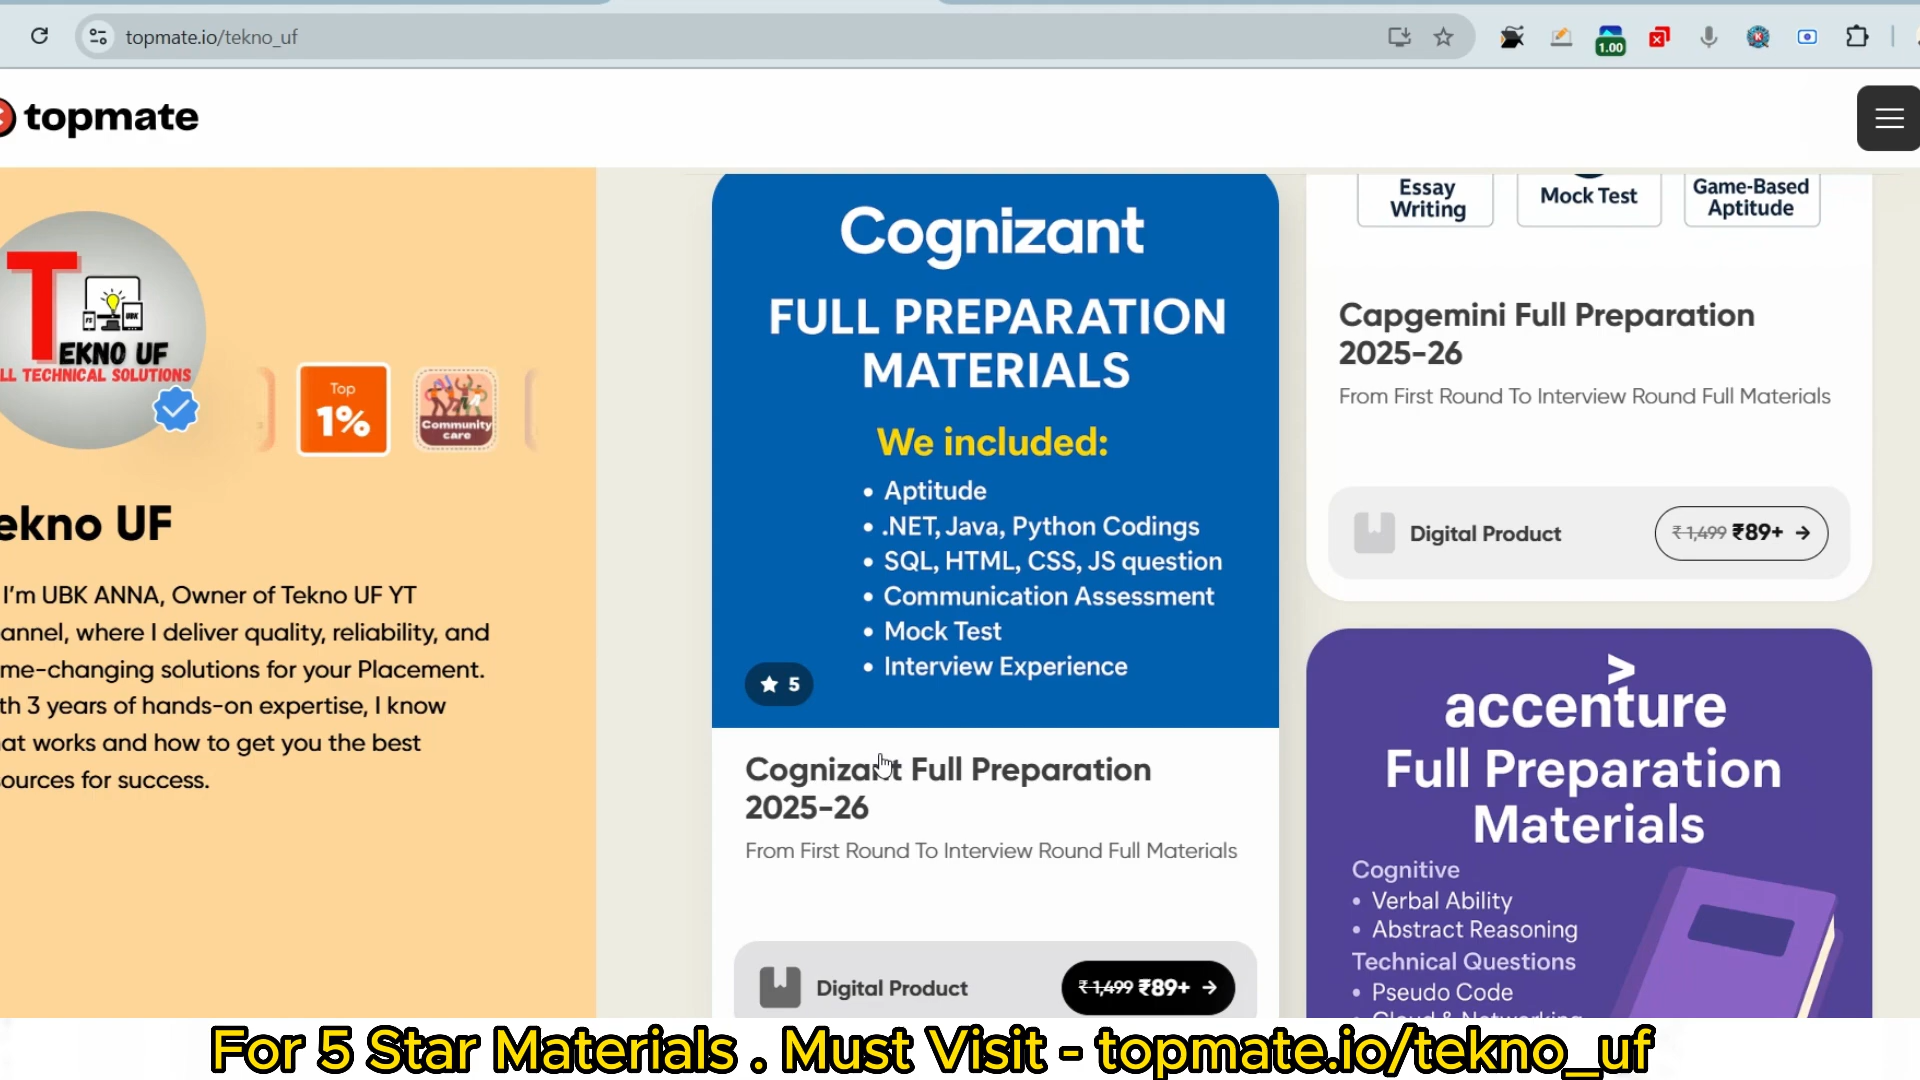 topmate.io/tekno_uf
1.00
topmate
T
EKNO UF
LL TECHNICAL SOLUTIONS
Top
1%
Community
care
ekno UF
I'm UBK ANNA, Owner of Tekno UF YT
annel, where I deliver quality, reliability, and
me-changing solutions for your Placement.
th 3 years of hands-on expertise, I know
at works and how to get you the best
ources for success.
Cognizant
FULL PREPARATION
MATERIALS
We included:
• Aptitude
• .NET, Java, Python Codings
• SQL, HTML, CSS, JS question
• Communication Assessment
• Mock Test
• Interview Experience
5
Cognizant Full Preparation
2025-26
From First Round To Interview Round Full Materials
Digital Product
₹1,499 ₹89+ →
Essay
Writing
Mock Test
Game-Based
Aptitude
Capgemini Full Preparation
2025-26
From First Round To Interview Round Full Materials
Digital Product
₹1,499 ₹89+ →
accenture
Full Preparation
Materials
Cognitive
• Verbal Ability
• Abstract Reasoning
Technical Questions
• Pseudo Code
For 5 Star Materials . Must Visit - topmate.io/tekno_uf